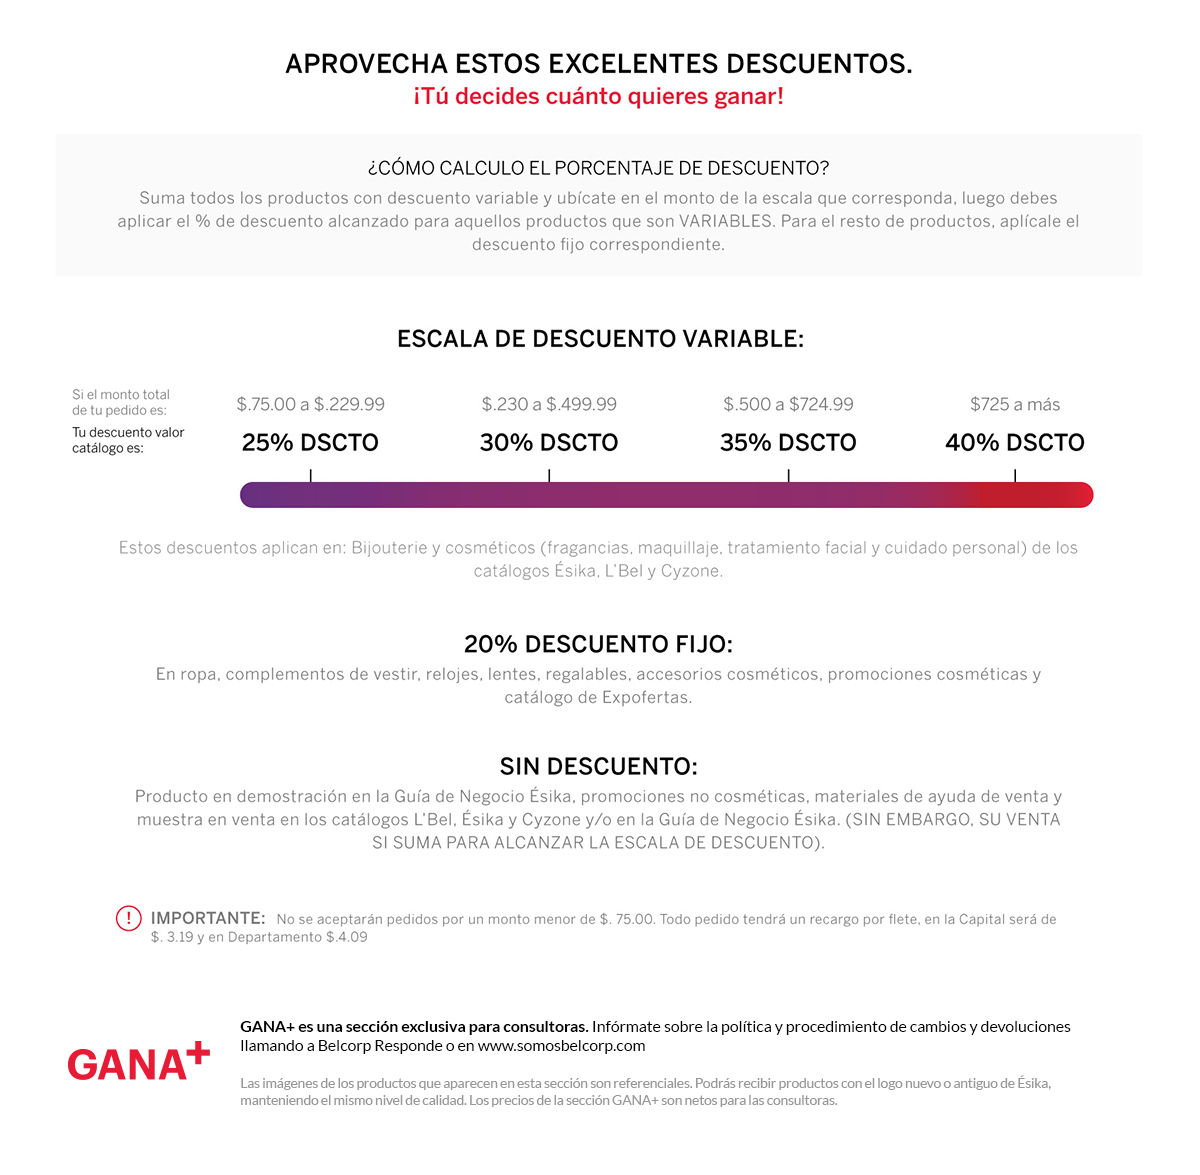 APROVECHA ESTOS EXCELENTES DESCUENTOS.
¡Tú decides cuánto quieres ganar!
¿CÓMO CALCULO EL PORCENTAJE DE DESCUENTO?
Suma todos los productos con descuento variable y ubícate en el monto de la escala que corresponda, luego debes
aplicar el % de descuento alcanzado para aquellos productos que son VARIABLES. Para el resto de productos, aplícale el
descuento fijo correspondiente.
ESCALA DE DESCUENTO VARIABLE:
Si el monto total
de tu pedido es:
$.75.00 a $.229.99
$.230 a $.499.99
$.500 a $724.99
$725 a más
Tu descuento valor
catálogo es:
25% DSCTO
30% DSCTO
35% DSCTO
40% DSCTO
Estos descuentos aplican en: Bijouterie y cosméticos (fragancias, maquillaje, tratamiento facial y cuidado personal) de los
catálogos Ésika, L'Bel y Cyzone.
20% DESCUENTO FIJO:
En ropa, complementos de vestir, relojes, lentes, regalables, accesorios cosméticos, promociones cosméticas y
catálogo de Expofertas.
SIN DESCUENTO:
Producto en demostración en la Guía de Negocio Ésika, promociones no cosméticas, materiales de ayuda de venta y
muestra en venta en los catálogos L'Bel, Ésika y Cyzone y/o en la Guía de Negocio Ésika. (SIN EMBARGO, SU VENTA
SI SUMA PARA ALCANZAR LA ESCALA DE DESCUENTO).
! IMPORTANTE: No se aceptarán pedidos por un monto menor de $. 75.00. Todo pedido tendrá un recargo por flete, en la Capital será de
$. 3.19 y en Departamento $.4.09
GANA+
GANA+ es una sección exclusiva para consultoras. Infórmate sobre la política y procedimiento de cambios y devoluciones
llamando a Belcorp Responde o en www.somosbelcorp.com
Las imágenes de los productos que aparecen en esta sección son referenciales. Podrás recibir productos con el logo nuevo o antiguo de Ésika,
manteniendo el mismo nivel de calidad. Los precios de la sección GANA+ son netos para las consultoras.